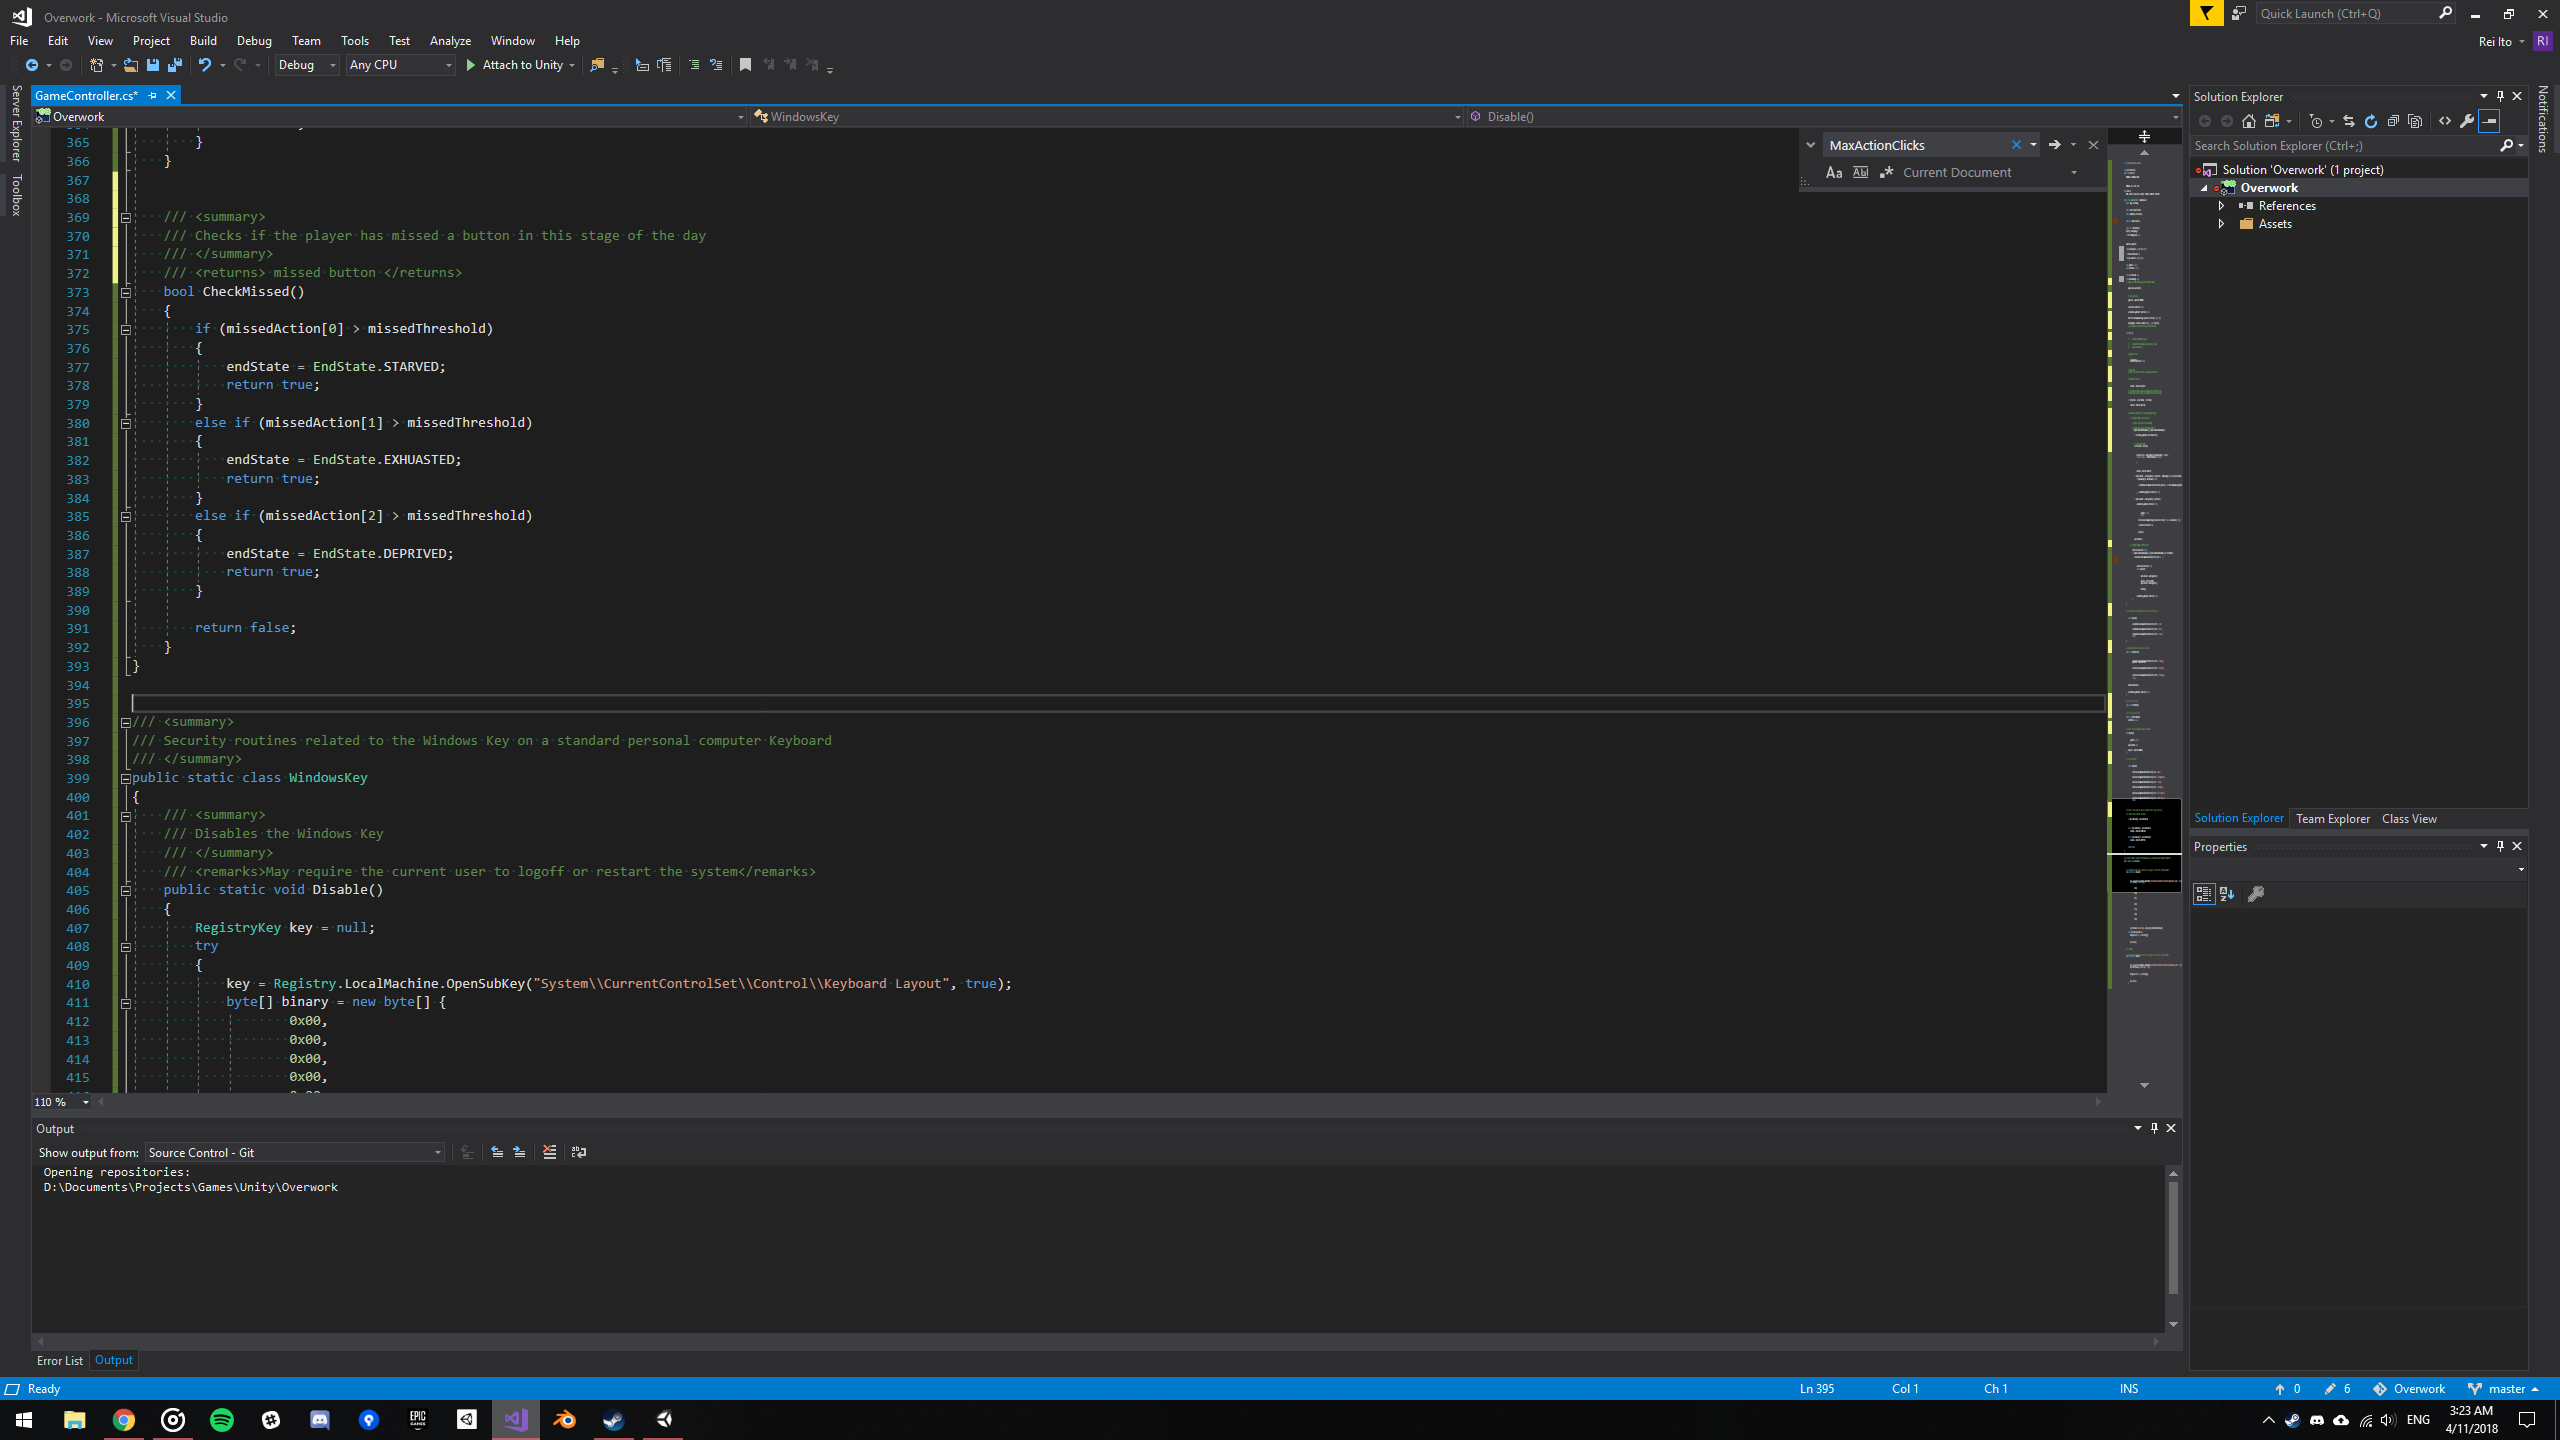 Overwork - Microsoft Visual Studio
Quick Launch (Ctrl+Q)
File Edit View Project Build Debug Team Tools Test Analyze Window Help
Rei Ito RI
Debug Any CPU Attach to Unity
Server Explorer
Toolbox
GameController.cs*
Overwork WindowsKey Disable()
MaxActionClicks
Aa Ab .* Current Document
365 }
366 }
367
368
369 /// <summary>
370 /// Checks if the player has missed a button in this stage of the day
371 /// </summary>
372 /// <returns> missed button </returns>
373 bool CheckMissed()
374 {
375 if (missedAction[0] > missedThreshold)
376 {
377 endState = EndState.STARVED;
378 return true;
379 }
380 else if (missedAction[1] > missedThreshold)
381 {
382 endState = EndState.EXHUASTED;
383 return true;
384 }
385 else if (missedAction[2] > missedThreshold)
386 {
387 endState = EndState.DEPRIVED;
388 return true;
389 }
390
391 return false;
392 }
393 }
394
395
396 /// <summary>
397 /// Security routines related to the Windows Key on a standard personal computer Keyboard
398 /// </summary>
399 public static class WindowsKey
400 {
401 /// <summary>
402 /// Disables the Windows Key
403 /// </summary>
404 /// <remarks>May require the current user to logoff or restart the system</remarks>
405 public static void Disable()
406 {
407 RegistryKey key = null;
408 try
409 {
410 key = Registry.LocalMachine.OpenSubKey("System\\CurrentControlSet\\Control\\Keyboard Layout", true);
411 byte[] binary = new byte[] {
412 0x00,
413 0x00,
414 0x00,
415 0x00,
110 %
Output
Show output from: Source Control - Git
Opening repositories:
D:\Documents\Projects\Games\Unity\Overwork
Error List Output
Solution Explorer
Search Solution Explorer (Ctrl+;)
Solution 'Overwork' (1 project)
Overwork
References
Assets
Solution Explorer Team Explorer Class View
Properties
Notifications
Ready Ln 395 Col 1 Ch 1 INS 0 6 Overwork master
EPIC GAMES
ENG
3:23 AM
4/11/2018